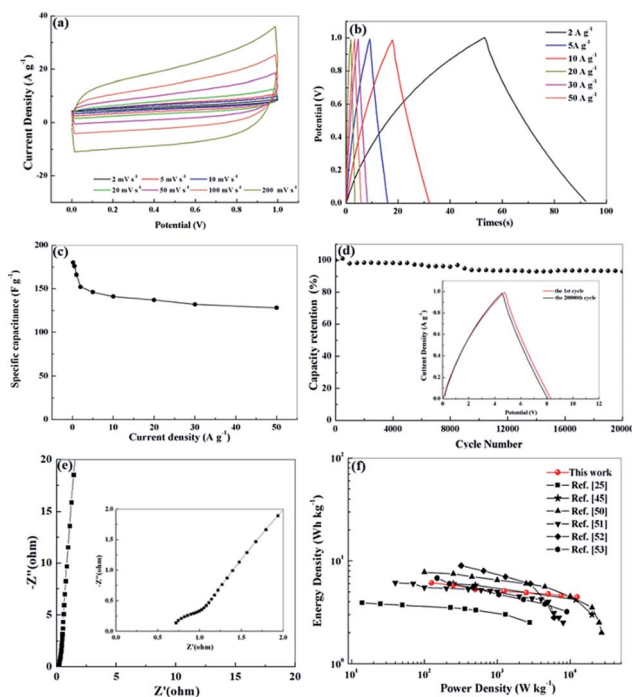 (a)
Current Density (A g⁻¹)
40
20
0
-20
2 mV s⁻¹ 5 mV s⁻¹ 10 mV s⁻¹
20 mV s⁻¹ 50 mV s⁻¹ 100 mV s⁻¹ 200 mV s⁻¹
0.0 0.2 0.4 0.6 0.8 1.0
Potential (V)
(b)
Potential (V)
1.0
0.8
0.6
0.4
0.2
0.0
2 A g⁻¹
5A g⁻¹
10 A g⁻¹
20 A g⁻¹
30 A g⁻¹
50 A g⁻¹
0 20 40 60 80 100
Times(s)
(c)
Specific capacitance (F g⁻¹)
200
150
100
50
0
0 10 20 30 40 50
Current density (A g⁻¹)
(d)
Capacity retention (%)
100
80
60
40
20
0
0 4000 8000 12000 16000 20000
Cycle Number
the 1st cycle
the 20000th cycle
1.0
0.8
0.6
0.4
0.2
0.0
0 3 6 9 12
Potential (V)
(e)
-Z''(ohm)
20
15
10
5
0
0 5 10 15 20
Z'(ohm)
-Z''(ohm)
2.0
1.5
1.0
0.5
0.0
0.0 0.5 1.0 1.5 2.0
Z'(ohm)
(f)
Energy Density (Wh kg⁻¹)
10²
10¹
10⁰
This work
Ref. [25]
Ref. [45]
Ref. [50]
Ref. [51]
Ref. [52]
Ref. [53]
10¹ 10² 10³ 10⁴
Power Density (W kg⁻¹)